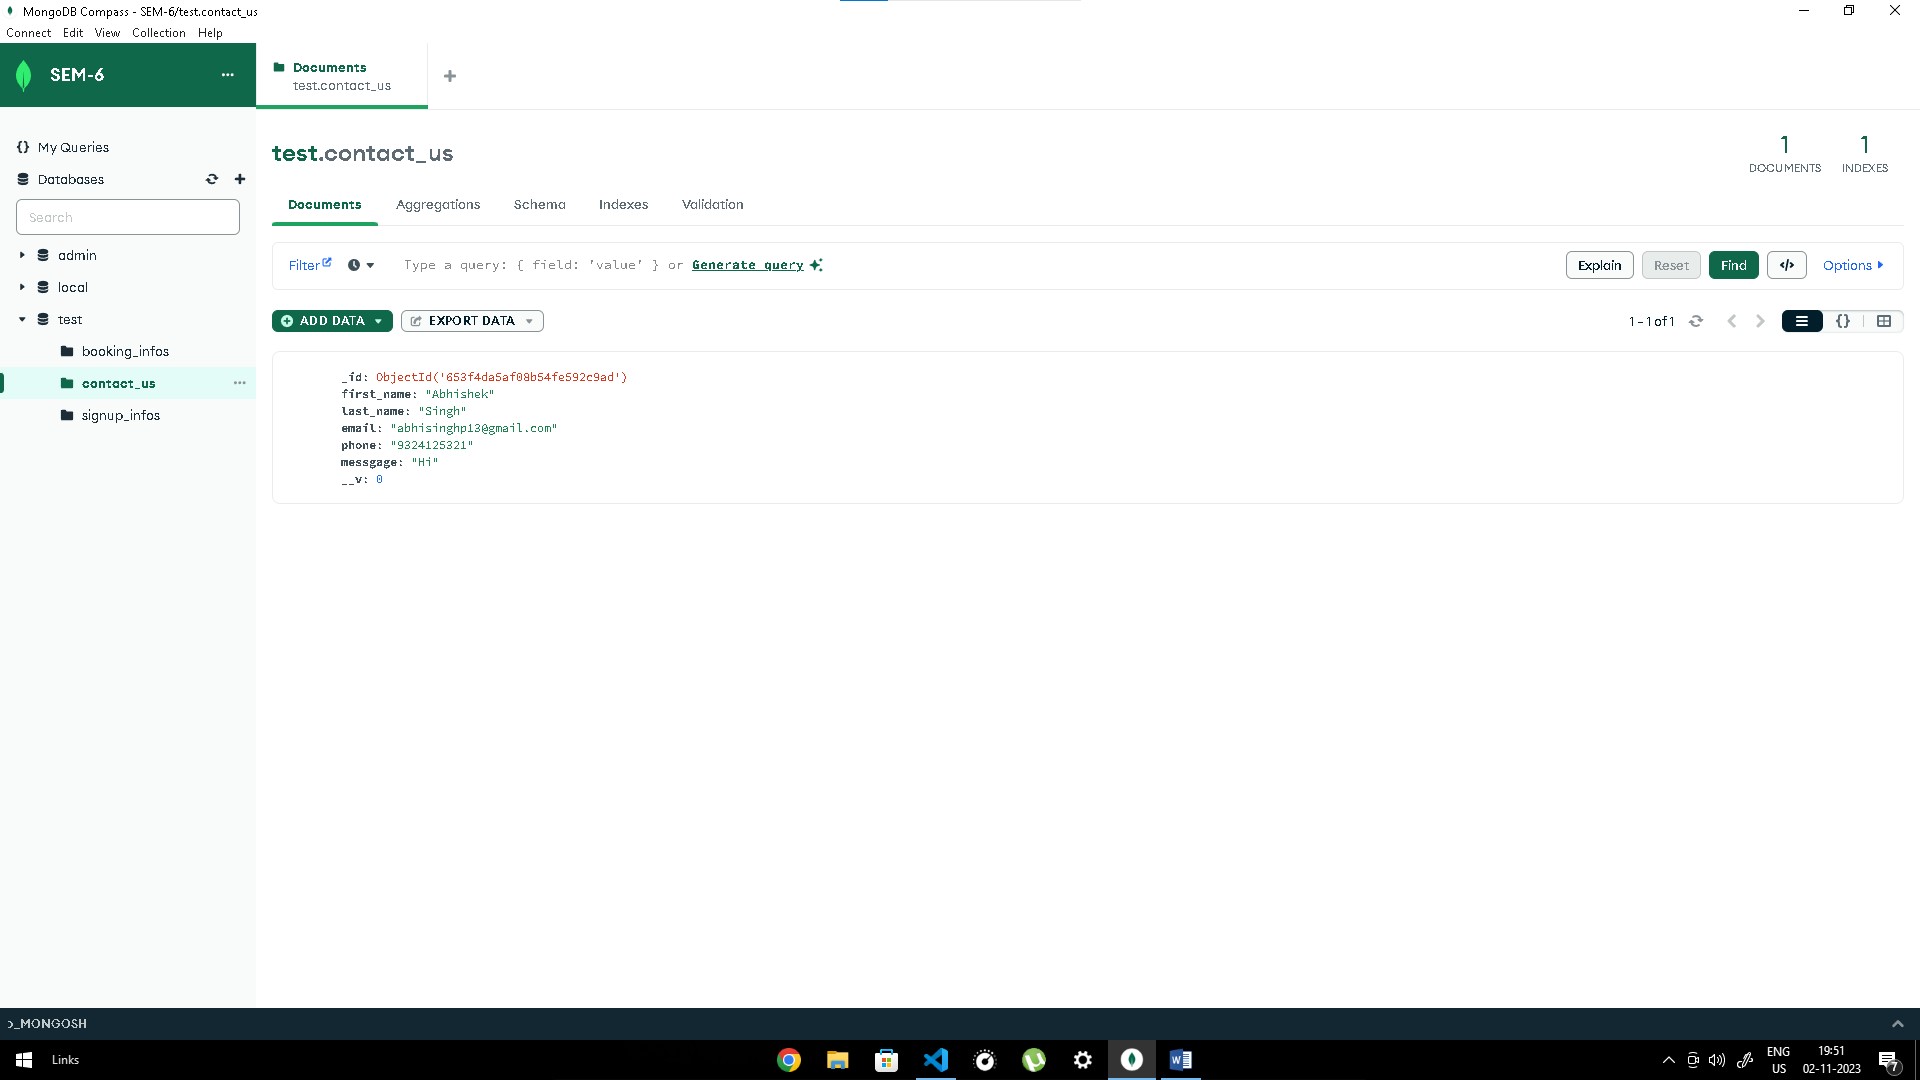 MongoDB Compass - SEM-6/test.contact_us
Connect Edit View Collection Help
SEM-6
Documents
test.contact_us
My Queries
Databases
Search
admin
local
test
booking_infos
contact_us
signup_infos
test.contact_us
1 DOCUMENTS
1 INDEXES
Documents Aggregations Schema Indexes Validation
Filter Type a query: { field: 'value' } or Generate query Explain Reset Find </> Options
ADD DATA EXPORT DATA 1 – 1 of 1 {}
_id: ObjectId('653f4da5af08b54fe592c9ad')
first_name: "Abhishek"
last_name: "Singh"
email: "abhisinghp13@gmail.com"
phone: "9324125321"
messgage: "Hi"
__v: 0
>_MONGOSH
Links
ENG
US
19:51
02-11-2023
7